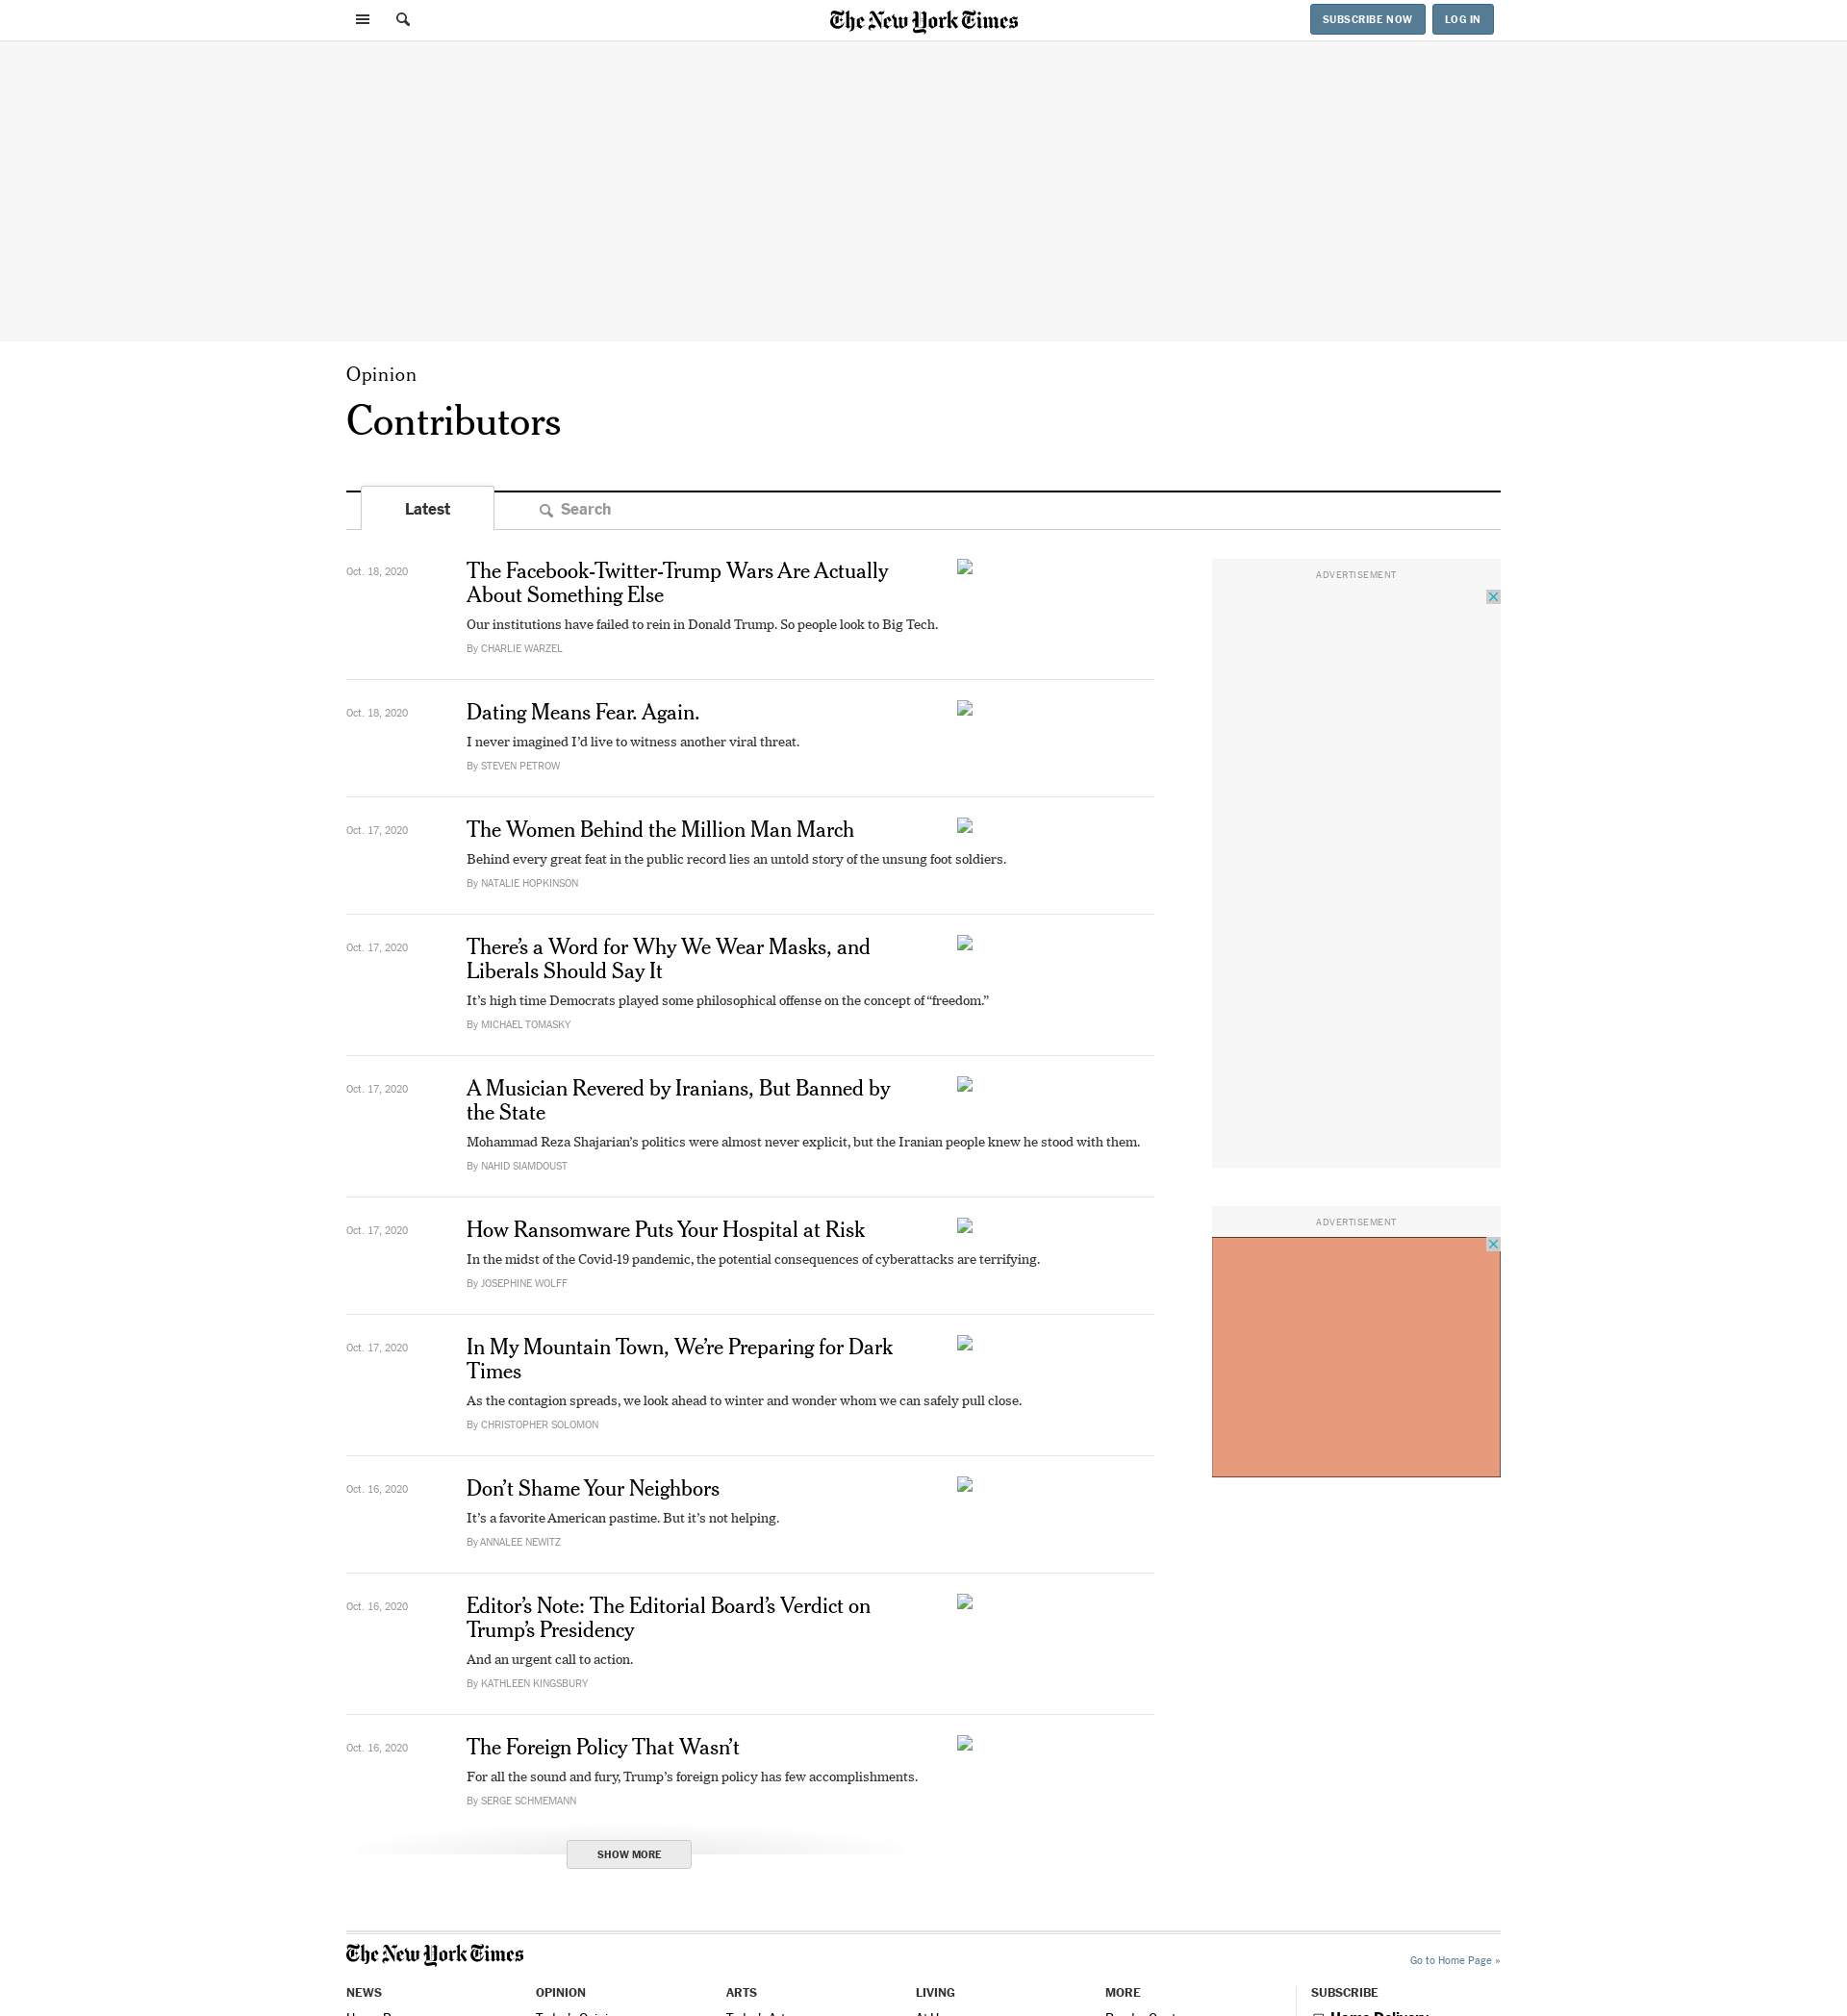 The New York Times
SUBSCRIBE NOW
LOG IN
Opinion
Contributors
Latest
Search
Oct. 18, 2020
The Facebook-Twitter-Trump Wars Are Actually
About Something Else
Our institutions have failed to rein in Donald Trump. So people look to Big Tech.
By CHARLIE WARZEL
ADVERTISEMENT
Oct. 18, 2020
Dating Means Fear. Again.
I never imagined I’d live to witness another viral threat.
By STEVEN PETROW
Oct. 17, 2020
The Women Behind the Million Man March
Behind every great feat in the public record lies an untold story of the unsung foot soldiers.
By NATALIE HOPKINSON
Oct. 17, 2020
There’s a Word for Why We Wear Masks, and
Liberals Should Say It
It’s high time Democrats played some philosophical offense on the concept of “freedom.”
By MICHAEL TOMASKY
Oct. 17, 2020
A Musician Revered by Iranians, But Banned by
the State
Mohammad Reza Shajarian’s politics were almost never explicit, but the Iranian people knew he stood with them.
By NAHID SIAMDOUST
Oct. 17, 2020
How Ransomware Puts Your Hospital at Risk
In the midst of the Covid-19 pandemic, the potential consequences of cyberattacks are terrifying.
By JOSEPHINE WOLFF
ADVERTISEMENT
Oct. 17, 2020
In My Mountain Town, We’re Preparing for Dark
Times
As the contagion spreads, we look ahead to winter and wonder whom we can safely pull close.
By CHRISTOPHER SOLOMON
Oct. 16, 2020
Don’t Shame Your Neighbors
It’s a favorite American pastime. But it’s not helping.
By ANNALEE NEWITZ
Oct. 16, 2020
Editor’s Note: The Editorial Board’s Verdict on
Trump’s Presidency
And an urgent call to action.
By KATHLEEN KINGSBURY
Oct. 16, 2020
The Foreign Policy That Wasn’t
For all the sound and fury, Trump’s foreign policy has few accomplishments.
By SERGE SCHMEMANN
SHOW MORE
The New York Times
Go to Home Page »
NEWS
OPINION
ARTS
LIVING
MORE
SUBSCRIBE